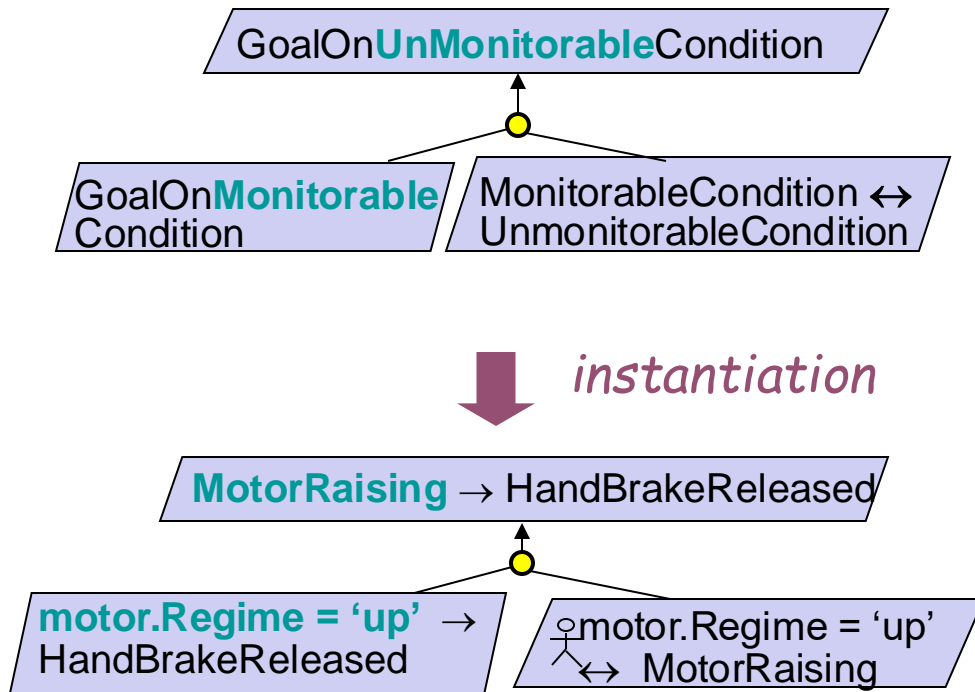 GoalOnUnMonitorableCondition
GoalOnMonitorable
Condition
MonitorableCondition ↔
UnmonitorableCondition
instantiation
MotorRaising → HandBrakeReleased
motor.Regime = ‘up’ →
HandBrakeReleased
motor.Regime = ‘up’
↔ MotorRaising